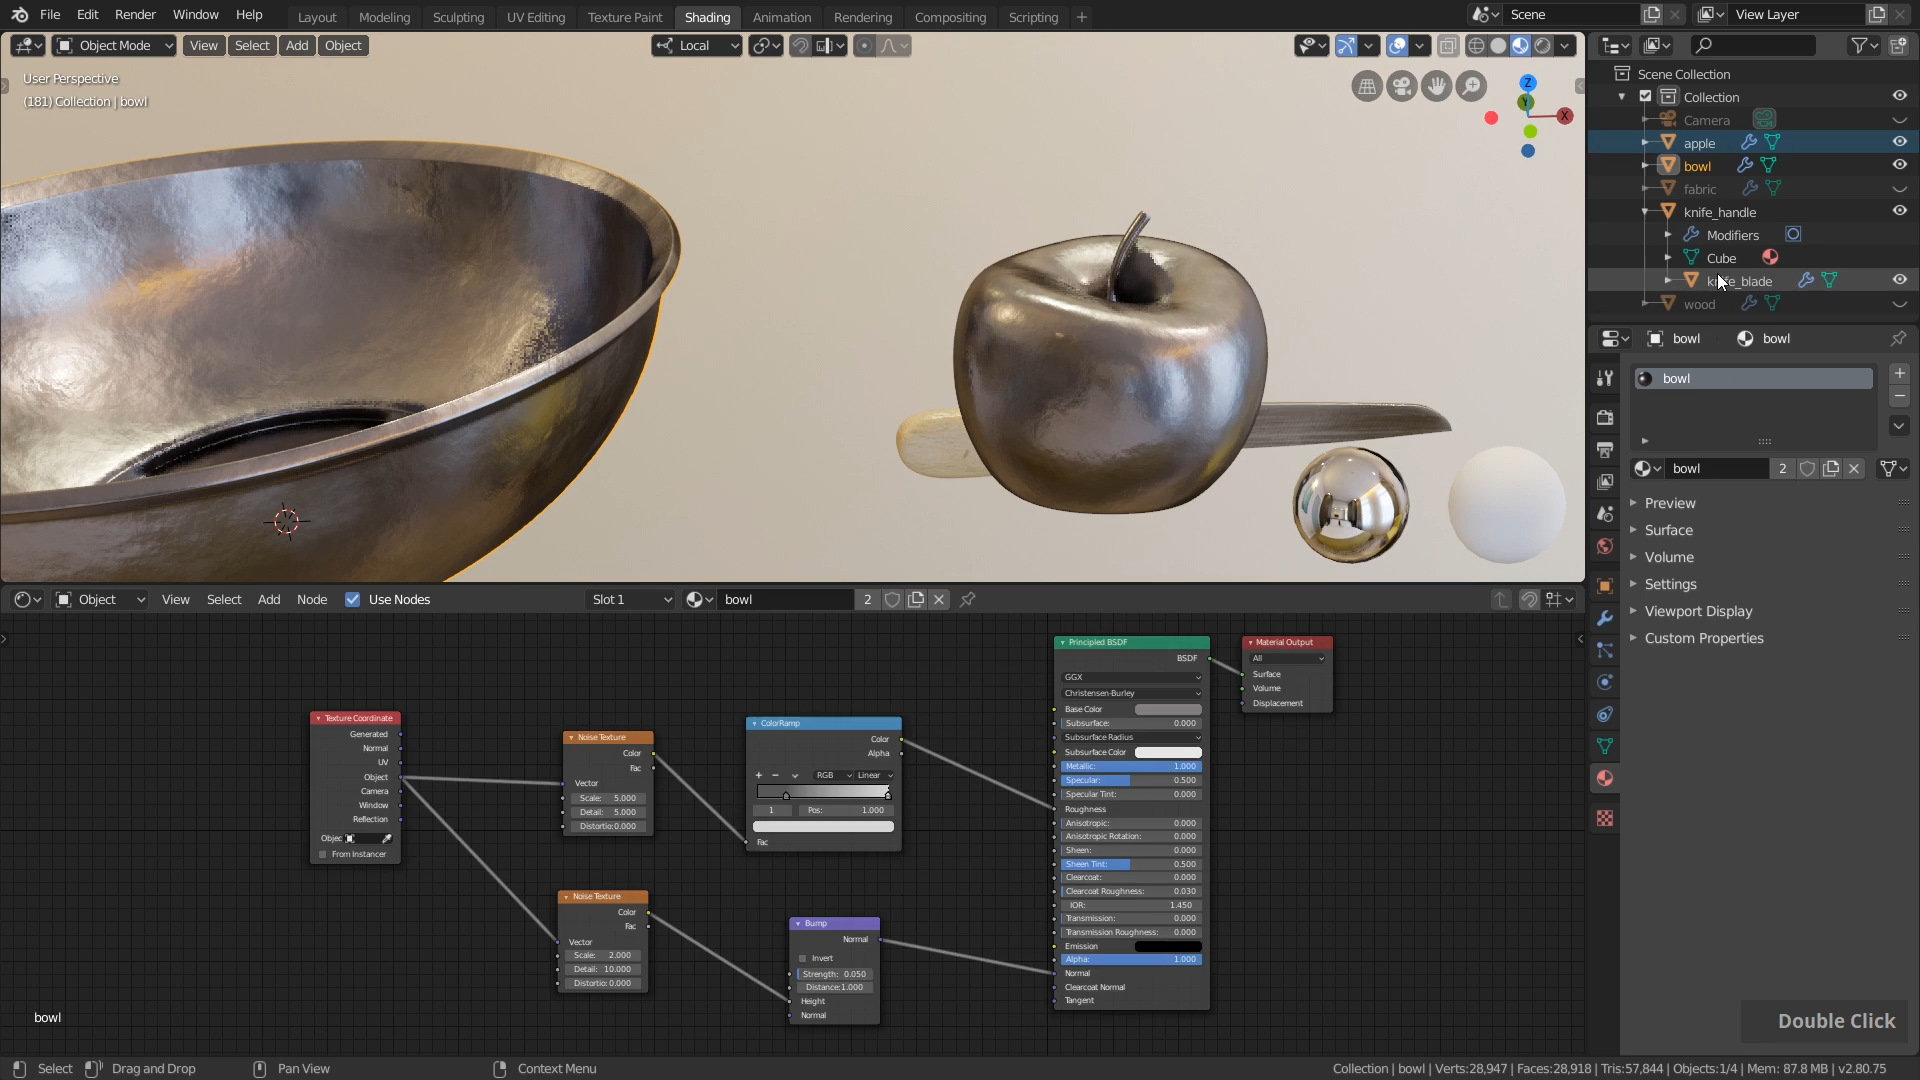 File Edit Render Window Help Layout Modeling Sculpting UV Editing Texture Paint Shading Animation Rendering Compositing Scripting + Scene View Layer
Object Mode View Select Add Object Local
User Perspective
(181) Collection | bowl
Z
Y
X
Scene Collection
Collection
Camera
apple
bowl
fabric
knife_handle
Modifiers
Cube
knife_blade
wood
bowl bowl
bowl
bowl 2
Preview
Surface
Volume
Settings
Viewport Display
Custom Properties
Object View Select Add Node Use Nodes Slot 1 bowl 2
Texture Coordinate
Generated
Normal
UV
Object
Camera
Window
Reflection
Objec
From Instancer
Noise Texture
Color
Fac
Vector
Scale: 5.000
Detail: 5.000
Distortio:0.000
Noise Texture
Color
Fac
Vector
Scale: 2.000
Detail: 10.000
Distortio: 0.000
ColorRamp
Color
Alpha
+ − RGB Linear
1 Pos: 1.000
Fac
Bump
Normal
Invert
Strength: 0.050
Distance:1.000
Height
Normal
Principled BSDF
BSDF
GGX
Christensen-Burley
Base Color
Subsurface: 0.000
Subsurface Radius
Subsurface Color
Metallic: 1.000
Specular: 0.500
Specular Tint: 0.000
Roughness
Anisotropic: 0.000
Anisotropic Rotation: 0.000
Sheen: 0.000
Sheen Tint: 0.500
Clearcoat: 0.000
Clearcoat Roughness: 0.030
IOR: 1.450
Transmission: 0.000
Transmission Roughness: 0.000
Emission
Alpha: 1.000
Normal
Clearcoat Normal
Tangent
Material Output
All
Surface
Volume
Displacement
bowl
Double Click
Select Drag and Drop Pan View Context Menu Collection | bowl | Verts:28,947 | Faces:28,918 | Tris:57,844 | Objects:1/4 | Mem: 87.8 MB | v2.80.75